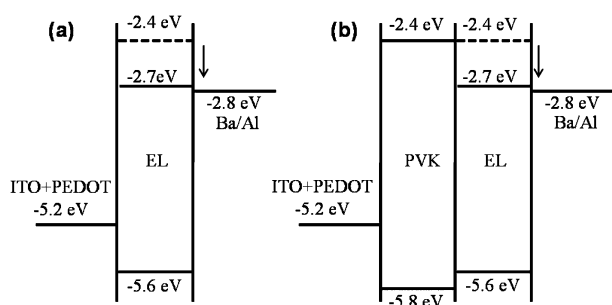 (a)
-2.4 eV
-2.7eV
-2.8 eV
Ba/Al
EL
ITO+PEDOT
-5.2 eV
-5.6 eV
(b)
-2.4 eV -2.4 eV
-2.7 eV
-2.8 eV
Ba/Al
PVK EL
ITO+PEDOT
-5.2 eV
-5.6 eV
-5.8 eV